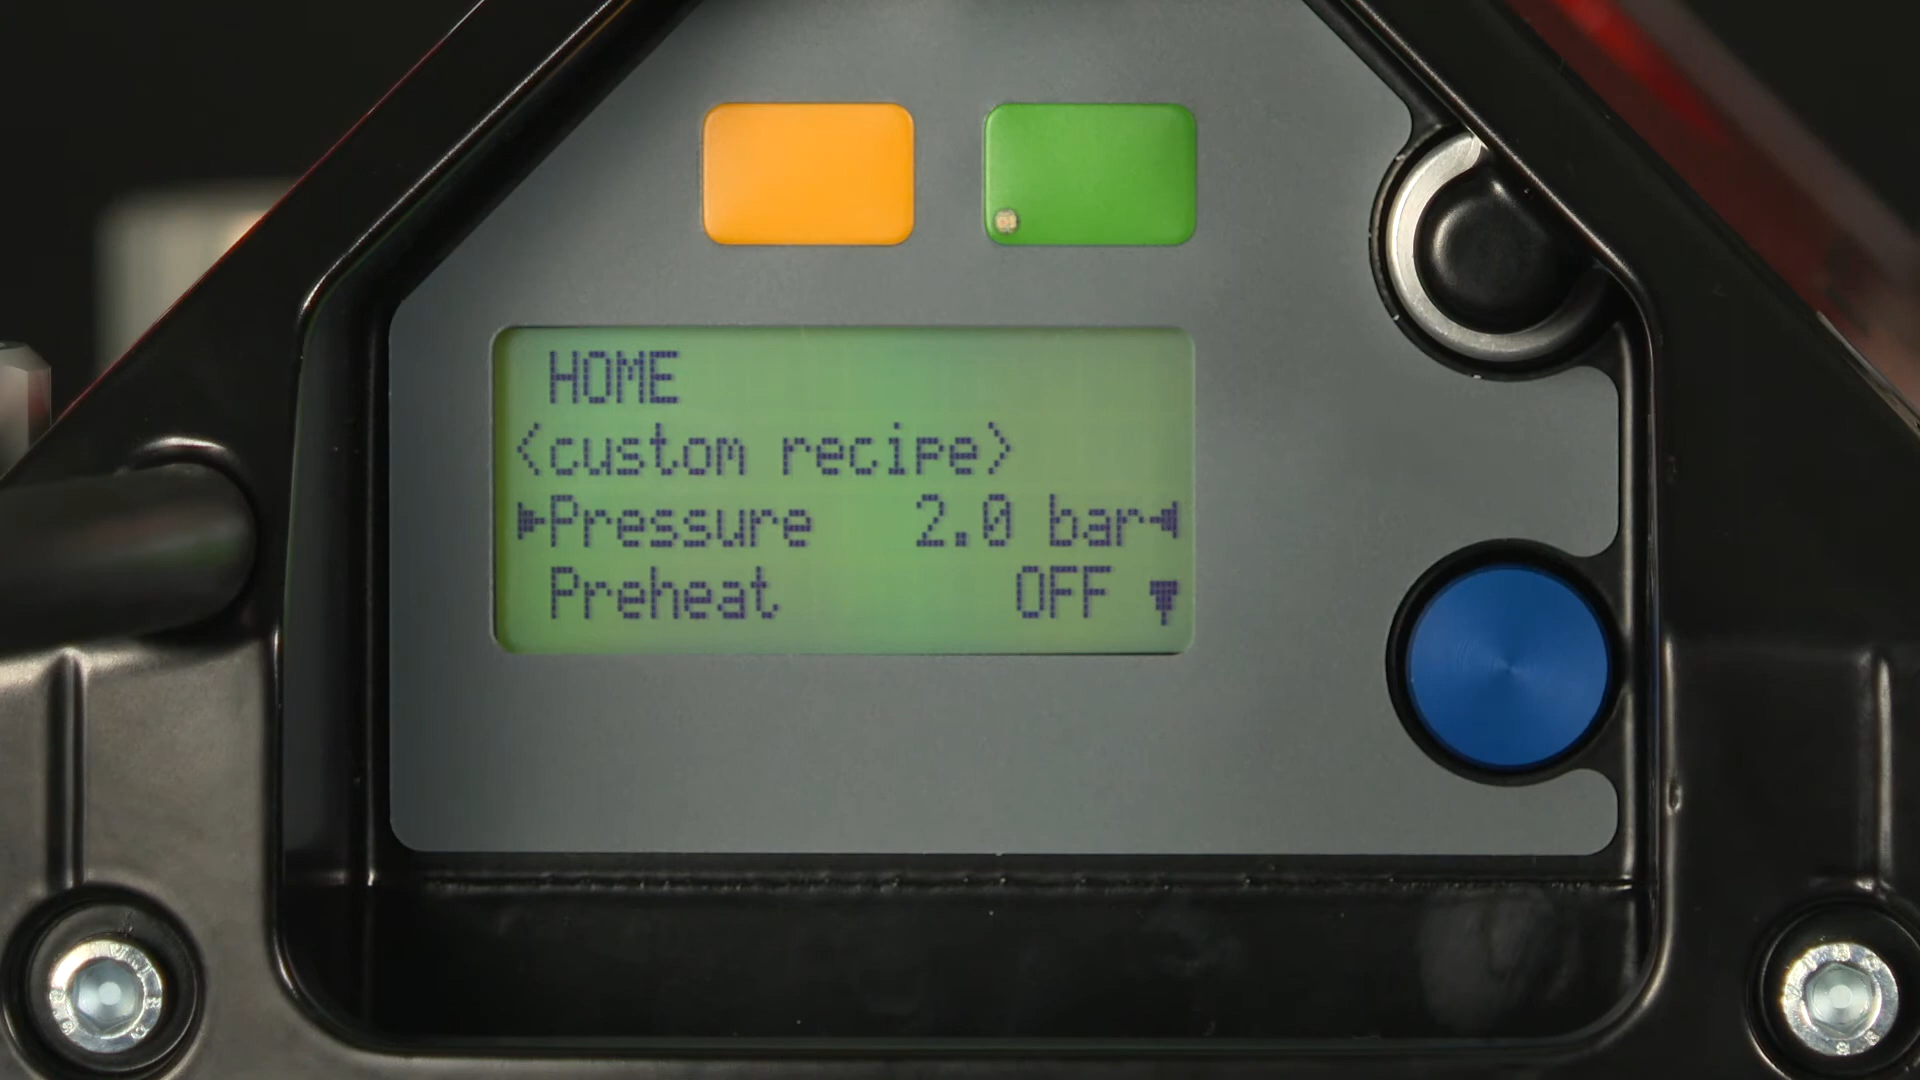 HOME
<custom recipe>
▶Pressure 2.0 bar◀
Preheat OFF ▼